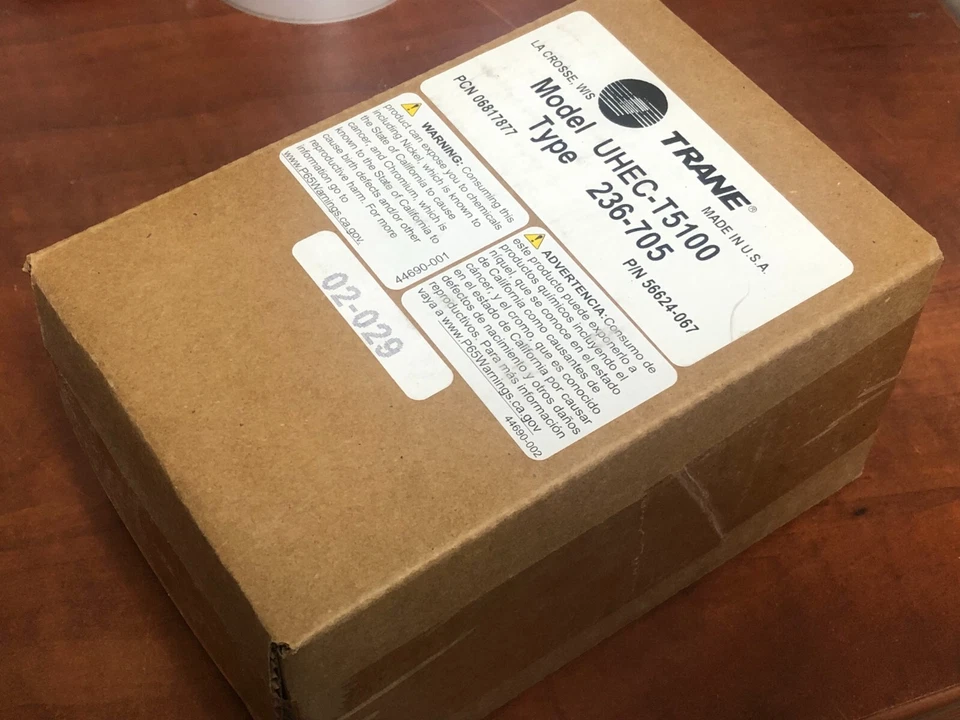 TRANE®
LA CROSSE, WIS
MADE IN U.S.A.
Model UHEC-T5100
Type 236-705
PCN 06817877
P/N 56624-067
WARNING: Consuming this
product can expose you to chemicals
including Nickel, which is known to
the State of California to cause
cancer, and Chromium, which is
known to the State of California to
cause birth defects and/or other
reproductive harm. For more
information go to
www.P65Warnings.ca.gov.
44690-001
ADVERTENCIA: Consumo de
este producto puede exponerlo a
productos químicos incluyendo el
níquel, que se conoce en el estado
de California como causantes de
cáncer, y el cromo, que es conocido
en el estado de California por causar
defectos de nacimiento y otros daños
reproductivos. Para más información
vaya a www.P65Warnings.ca.gov.
44690-002
02-029